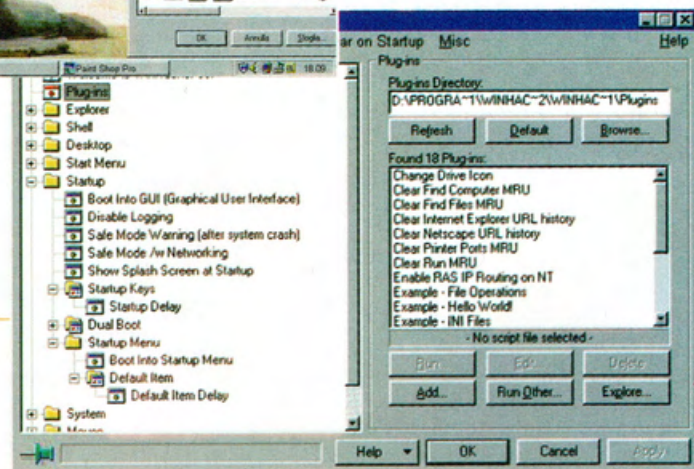 OK Annulla Sfoglia...
Paint Shop Pro 18.09
ar on Startup Misc Help
Plug-ins
Explorer
Shell
Desktop
Start Menu
Startup
Boot Into GUI (Graphical User Interface)
Disable Logging
Safe Mode Warning (after system crash)
Safe Mode /w Networking
Show Splash Screen at Startup
Startup Keys
Startup Delay
Dual Boot
Startup Menu
Boot Into Startup Menu
Default Item
Default Item Delay
System
Plug-ins
Plug-ins Directory:
D:\PROGRA~1\WINHAC~2\WINHAC~1\Plugins
Refresh Default Browse...
Found 18 Plug-ins:
Change Drive Icon
Clear Find Computer MRU
Clear Find Files MRU
Clear Internet Explorer URL history
Clear Netscape URL history
Clear Printer Ports MRU
Clear Run MRU
Enable RAS IP Routing on NT
Example - File Operations
Example - Hello World!
Example - INI Files
- No script file selected -
Run Edit Delete
Add... Run Other... Explore...
Help OK Cancel Apply